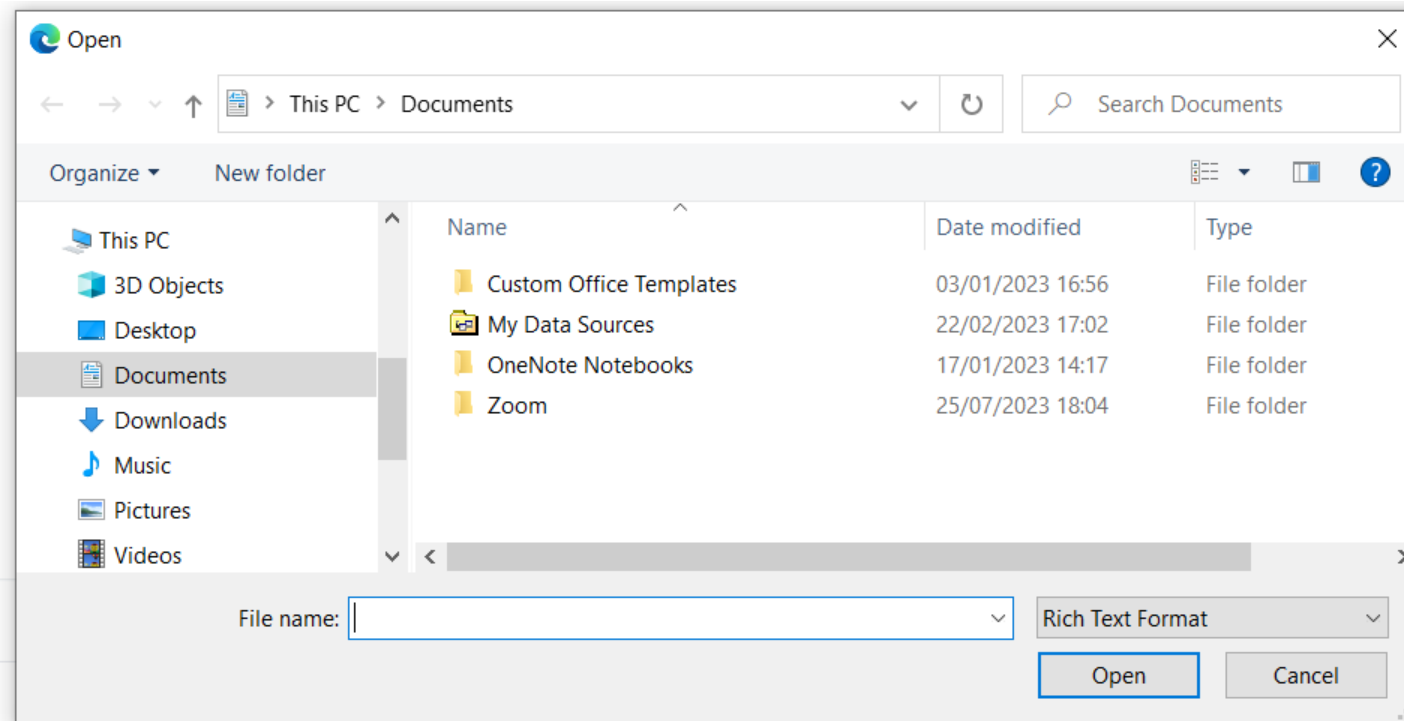 Open
This PC > Documents
Search Documents
Organize
New folder
?
Name
Date modified
Type
This PC
3D Objects
Desktop
Documents
Downloads
Music
Pictures
Videos
Custom Office Templates 03/01/2023 16:56 File folder
My Data Sources 22/02/2023 17:02 File folder
OneNote Notebooks 17/01/2023 14:17 File folder
Zoom 25/07/2023 18:04 File folder
File name:
Rich Text Format
Open
Cancel